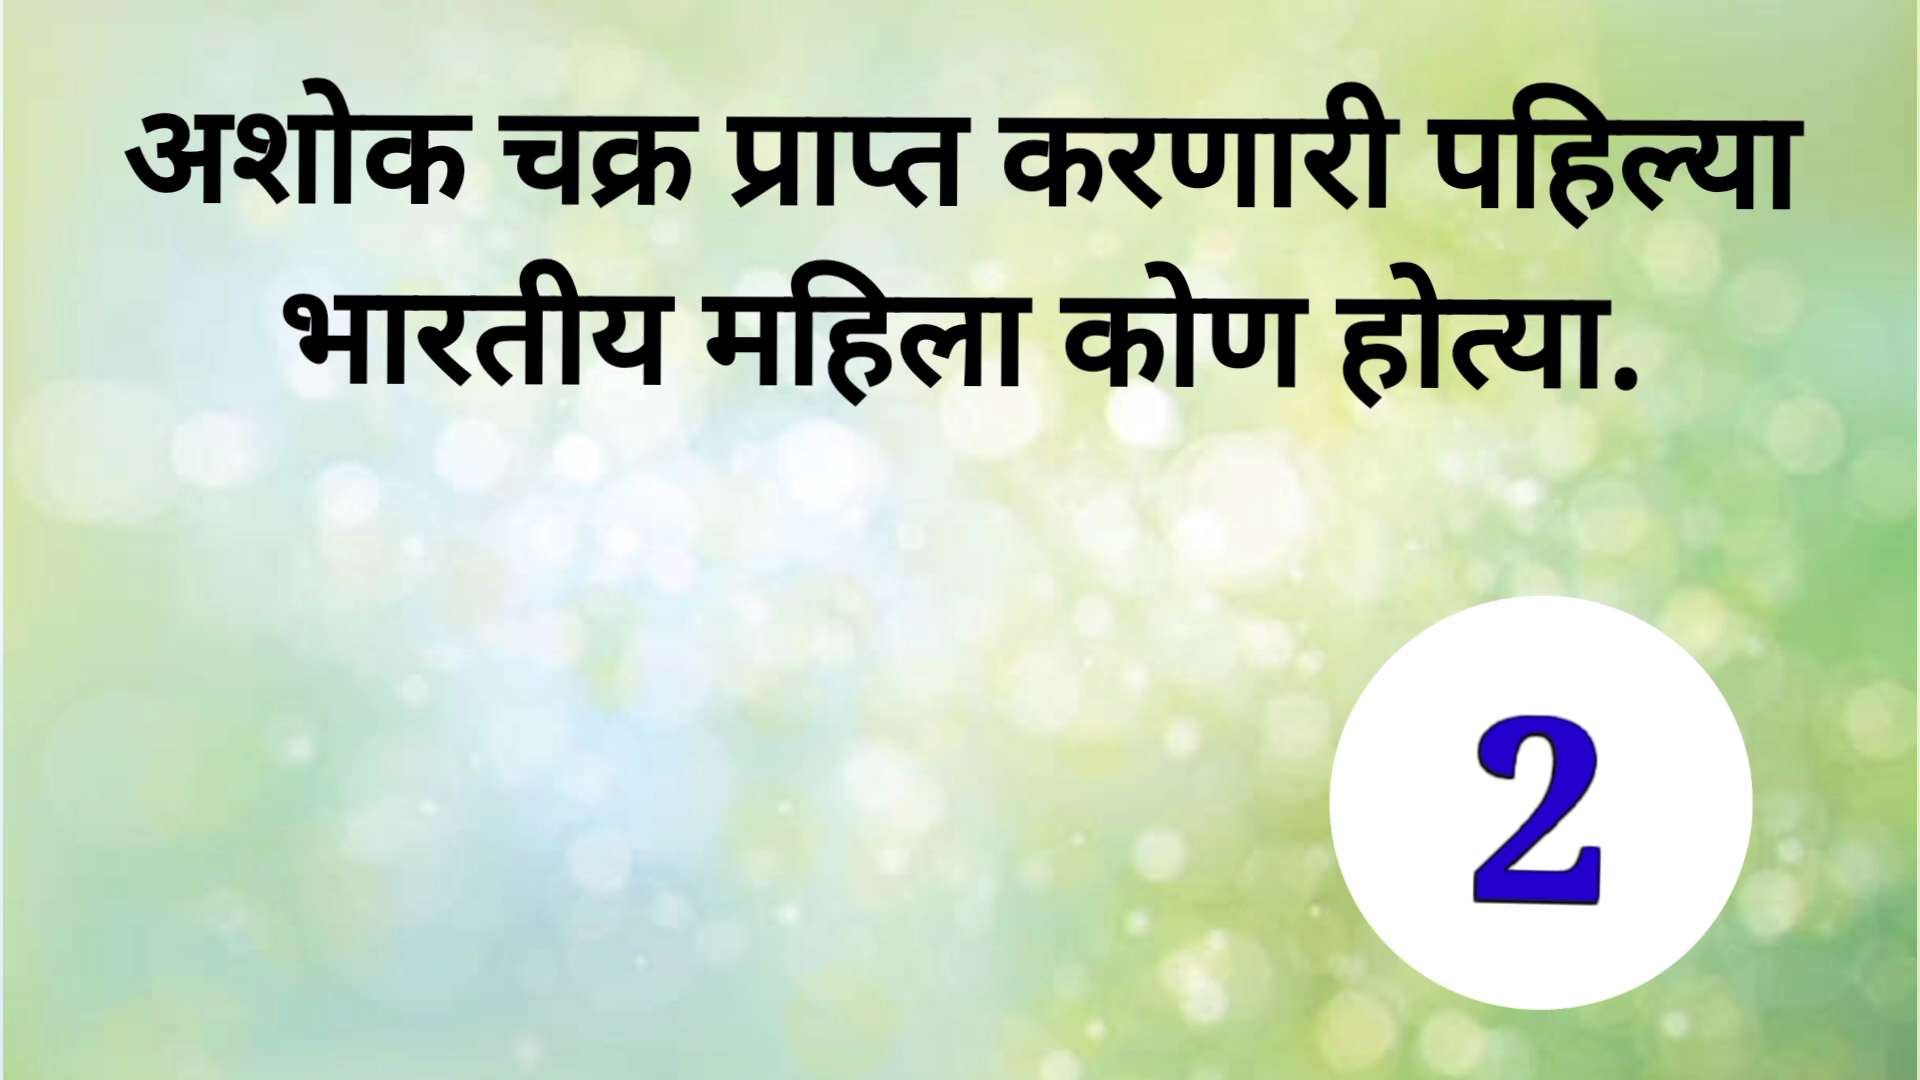 अशोक चक्र प्राप्त करणारी पहिल्या
भारतीय महिला कोण होत्या.
2